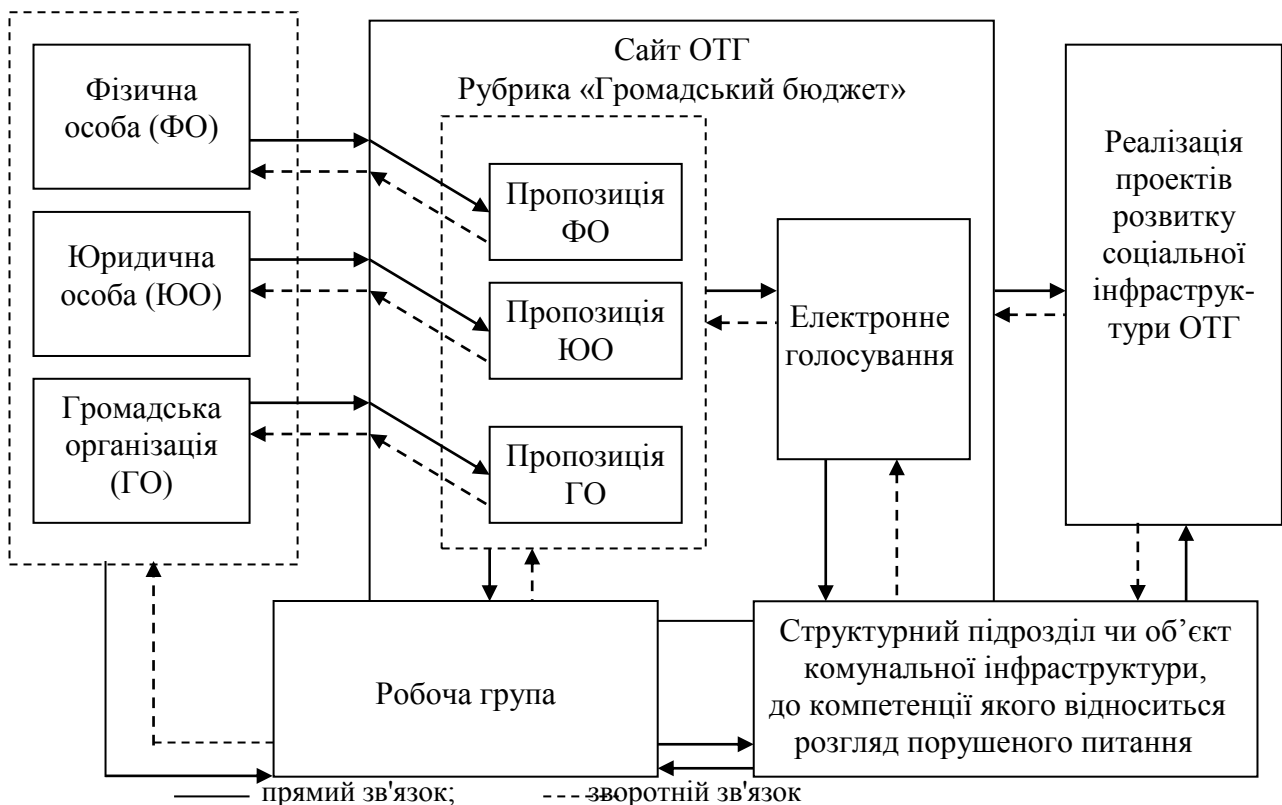 Сайт ОТГ
Рубрика «Громадський бюджет»
Фізична
особа (ФО)
Юридична
особа (ЮО)
Громадська
організація
(ГО)
Пропозиція
ФО
Пропозиція
ЮО
Пропозиція
ГО
Електронне
голосування
Реалізація
проектів
розвитку
соціальної
інфраструк-
тури ОТГ
Робоча група
Структурний підрозділ чи об’єкт
комунальної інфраструктури,
до компетенції якого відноситься
розгляд порушеного питання
прямий зв'язок; зворотній зв'язок